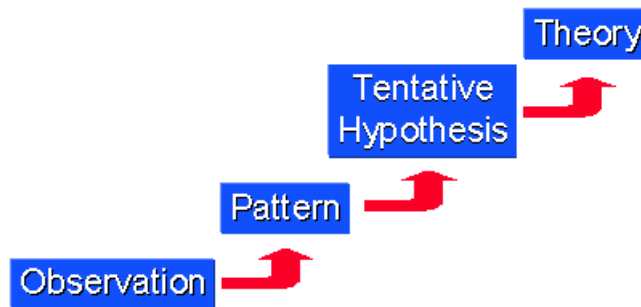 Theory
Tentative
Hypothesis
Pattern
Observation